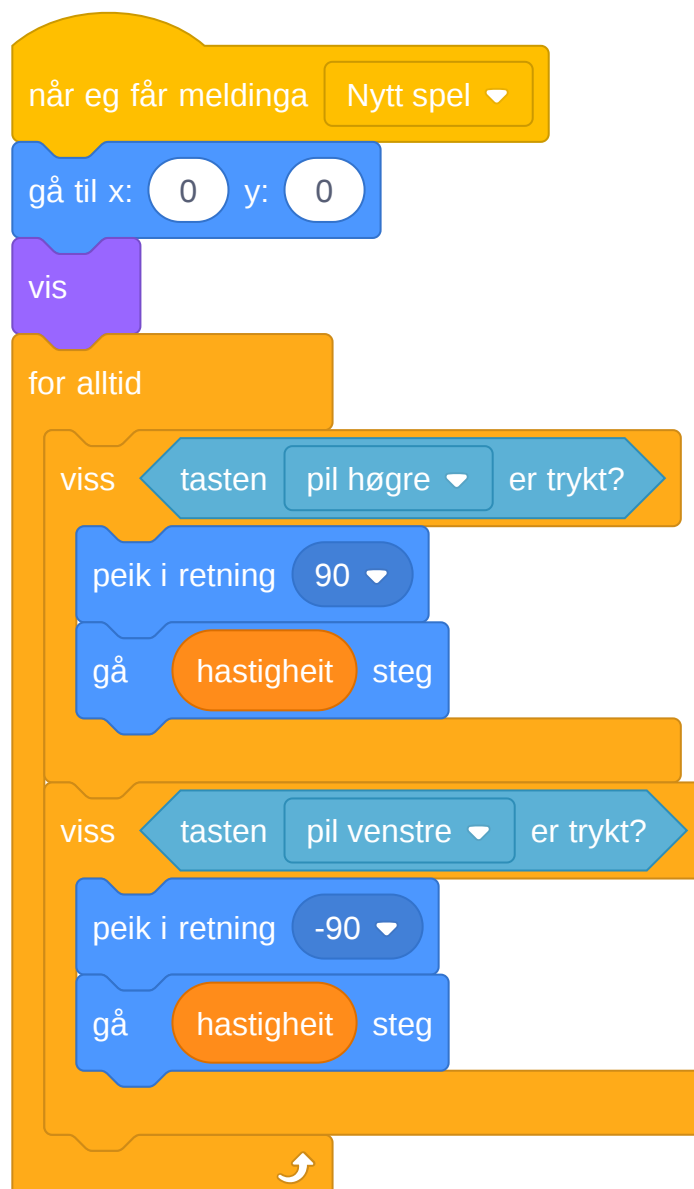 når eg får meldinga Nytt spel
gå til x: 0 y: 0
vis
for alltid
viss tasten pil høgre er trykt?
peik i retning 90
gå hastigheit steg
viss tasten pil venstre er trykt?
peik i retning -90
gå hastigheit steg